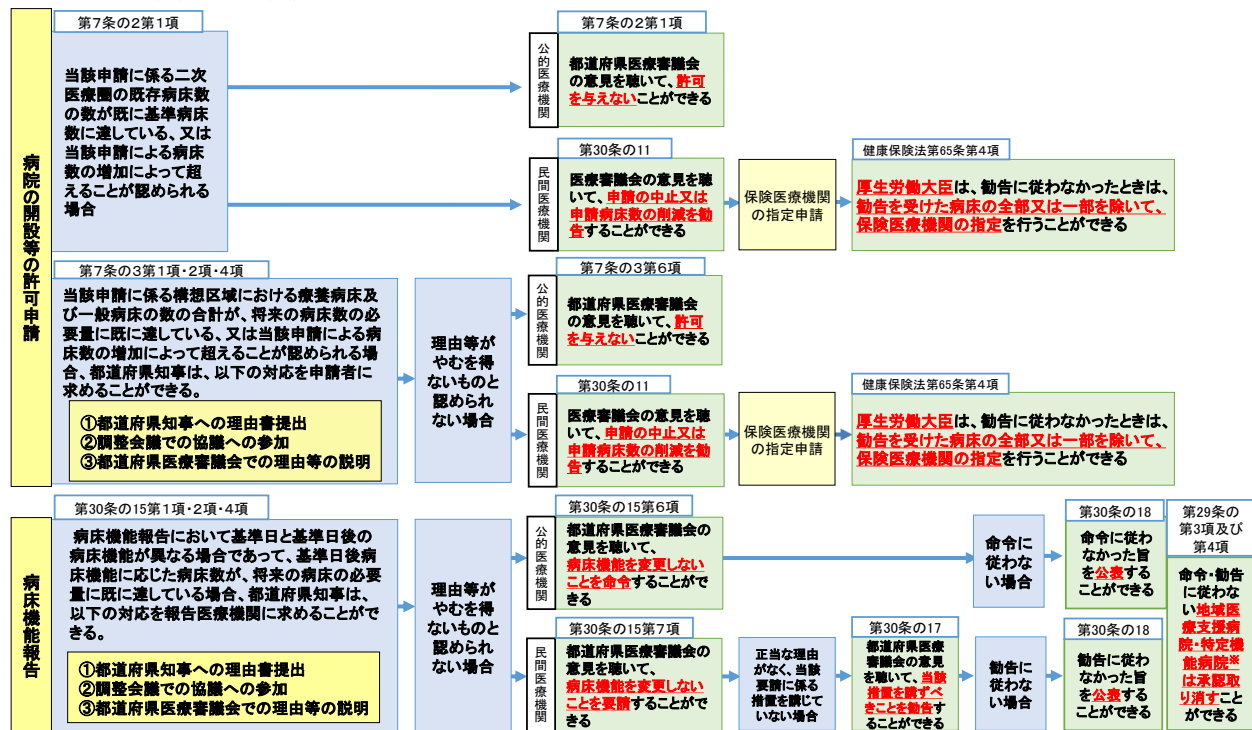 病院の開設等の許可申請
第7条の2第1項
当該申請に係る二次
医療圏の既存病床数
の数が既に基準病床
数に達している、又は
当該申請による病床
数の増加によって超
えることが認められる
場合
第7条の2第1項
公的医療機関
都道府県医療審議会
の意見を聴いて、許可
を与えないことができる
第30条の11
民間医療機関
医療審議会の意見を聴
いて、申請の中止又は
申請病床数の削減を勧
告することができる
保険医療機関
の指定申請
健康保険法第65条第4項
厚生労働大臣は、勧告に従わなかったときは、
勧告を受けた病床の全部又は一部を除いて、
保険医療機関の指定を行うことができる
第7条の3第1項・2項・4項
当該申請に係る構想区域における療養病床及
び一般病床の数の合計が、将来の病床数の必
要量に既に達している、又は当該申請による病
床数の増加によって超えることが認められる場
合、都道府県知事は、以下の対応を申請者に
求めることができる。
①都道府県知事への理由書提出
②調整会議での協議への参加
③都道府県医療審議会での理由等の説明
理由等が
やむを得
ないものと
認められ
ない場合
第7条の3第6項
公的医療機関
都道府県医療審議会
の意見を聴いて、許可
を与えないことができる
第30条の11
民間医療機関
医療審議会の意見を聴
いて、申請の中止又は
申請病床数の削減を勧
告することができる
保険医療機関
の指定申請
健康保険法第65条第4項
厚生労働大臣は、勧告に従わなかったときは、
勧告を受けた病床の全部又は一部を除いて、
保険医療機関の指定を行うことができる
病床機能報告
第30条の15第1項・2項・4項
病床機能報告において基準日と基準日後の
病床機能が異なる場合であって、基準日後病
床機能に応じた病床数が、将来の病床の必要
量に既に達している場合、都道府県知事は、
以下の対応を報告医療機関に求めることがで
きる。
①都道府県知事への理由書提出
②調整会議での協議への参加
③都道府県医療審議会での理由等の説明
理由等が
やむを得
ないものと
認められ
ない場合
第30条の15第6項
公的医療機関
都道府県医療審議会の
意見を聴いて、
病床機能を変更しない
ことを命令することがで
きる
命令に
従わな
い場合
第30条の18
命令に従わ
なかった旨
を公表する
ことができる
第30条の15第7項
民間医療機関
都道府県医療審議会の
意見を聴いて、
病床機能を変更しない
ことを要請することがで
きる
正当な理由
がなく、当該
要請に係る
措置を講じて
いない場合
第30条の17
都道府県医療
審議会の意見
を聴いて、当該
措置を講ずべ
きことを勧告す
ることができる
勧告に
従わな
い場合
第30条の18
勧告に従わ
なかった旨
を公表する
ことができる
第29条の
第3項及び
第4項
命令・勧告
に従わな
い地域医
療支援病
院・特定機
能病院※
は承認取
り消すこと
ができる